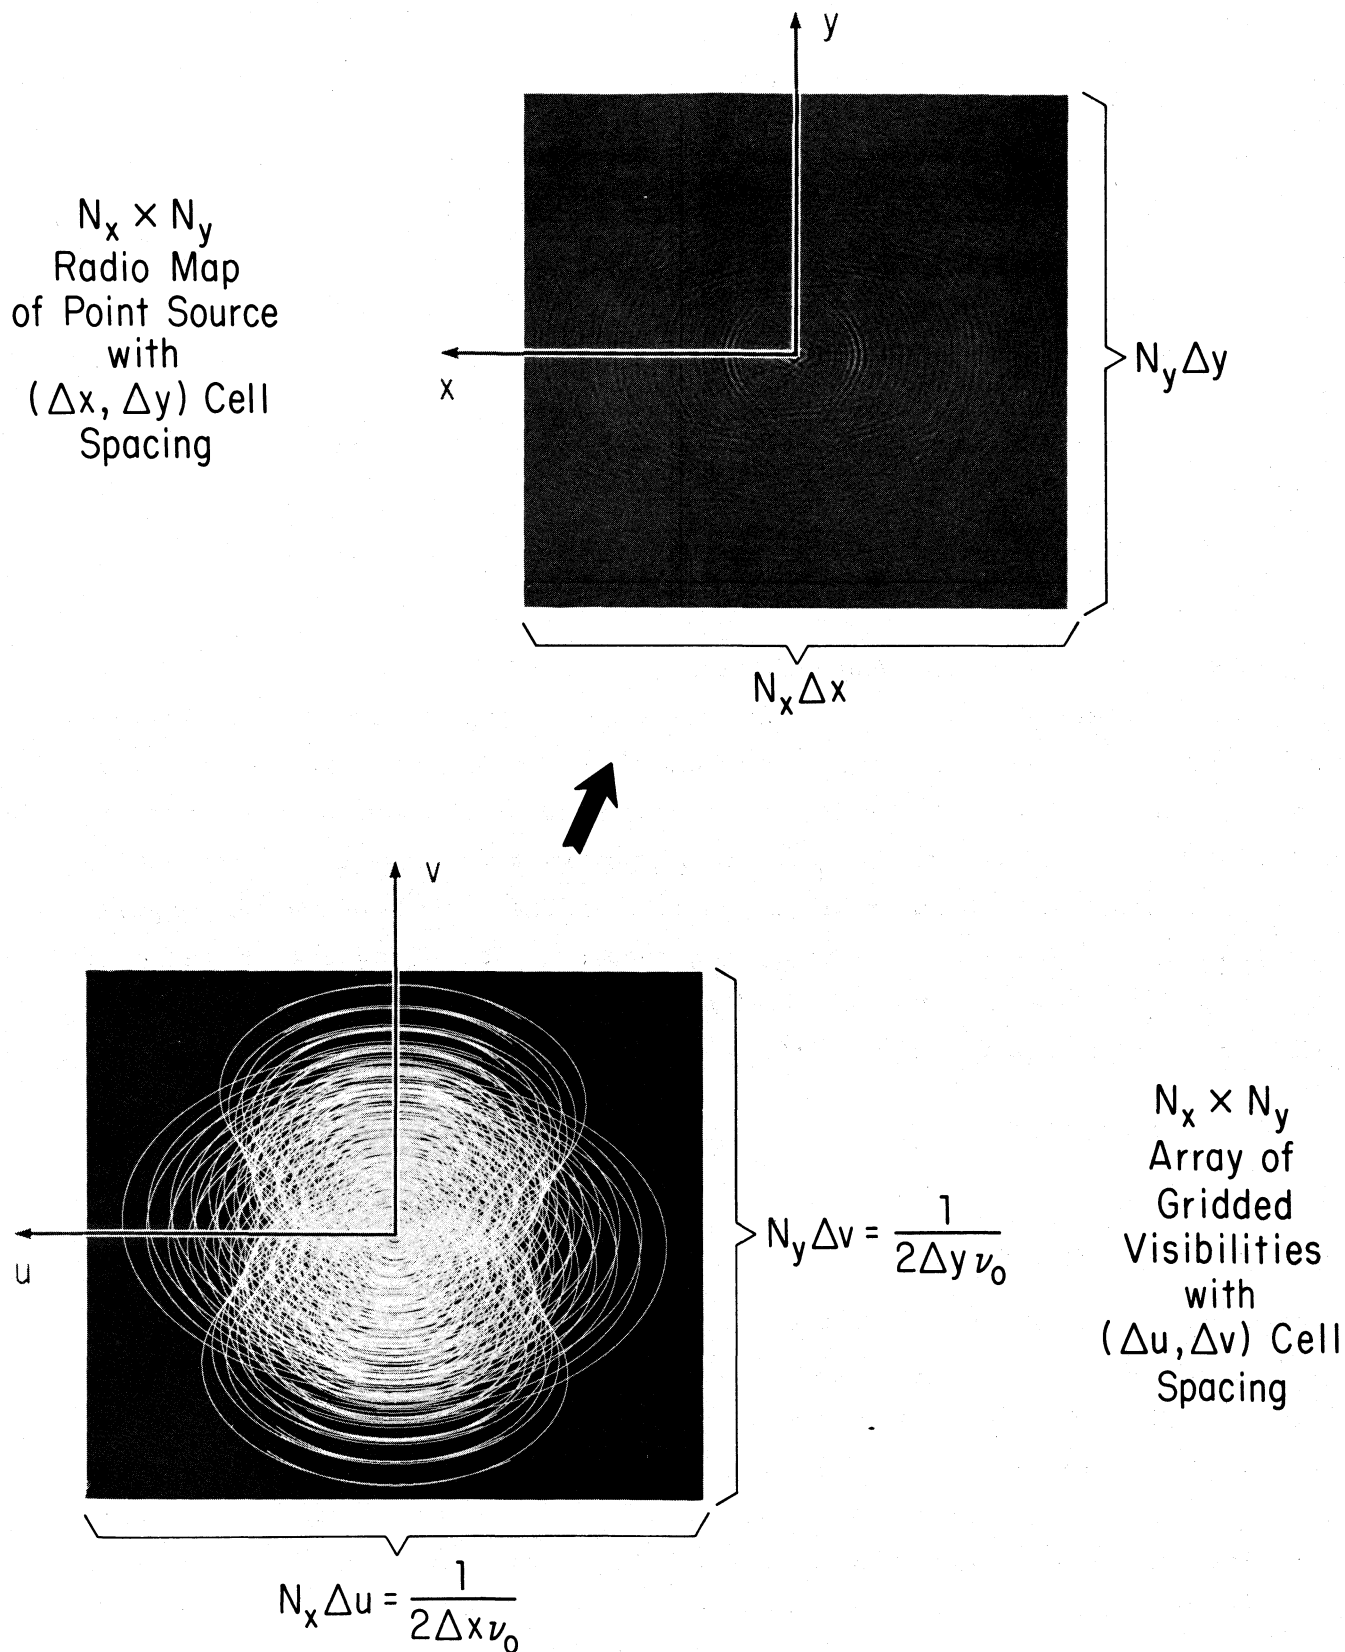 y
N_x × N_y
Radio Map
of Point Source
with
(Δx, Δy) Cell
Spacing
x
N_y Δy
N_x Δx
v
u
N_y Δv = 1 / (2Δy ν_0)
N_x × N_y
Array of
Gridded
Visibilities
with
(Δu, Δv) Cell
Spacing
N_x Δu = 1 / (2Δx ν_0)